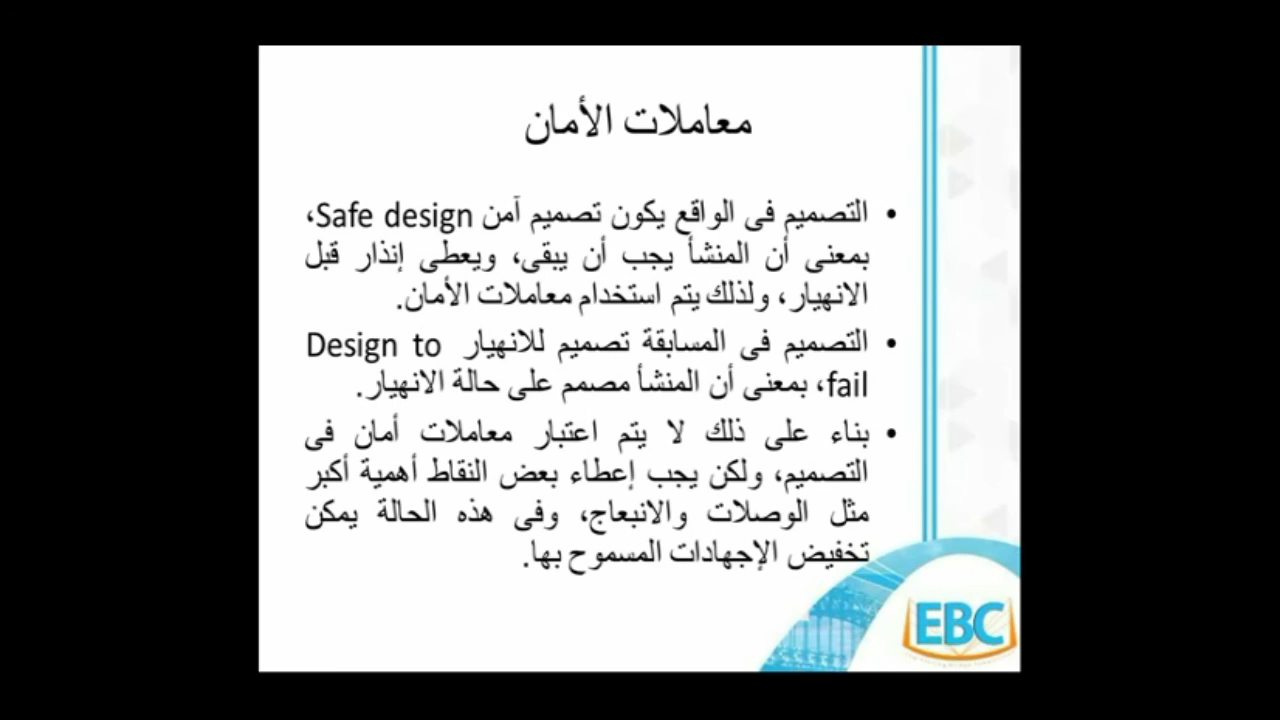 معاملات الأمان
• التصميم فى الواقع يكون تصميم آمن Safe design،
بمعنى أن المنشأ يجب أن يبقى، ويعطى إنذار قبل
الانهيار، ولذلك يتم استخدام معاملات الأمان.
• التصميم فى المسابقة تصميم للانهيار Design to
fail، بمعنى أن المنشأ مصمم على حالة الانهيار.
• بناء على ذلك لا يتم اعتبار معاملات أمان فى
التصميم، ولكن يجب إعطاء بعض النقاط أهمية أكبر
مثل الوصلات والانبعاج، وفى هذه الحالة يمكن
تخفيض الإجهادات المسموح بها.
EBC